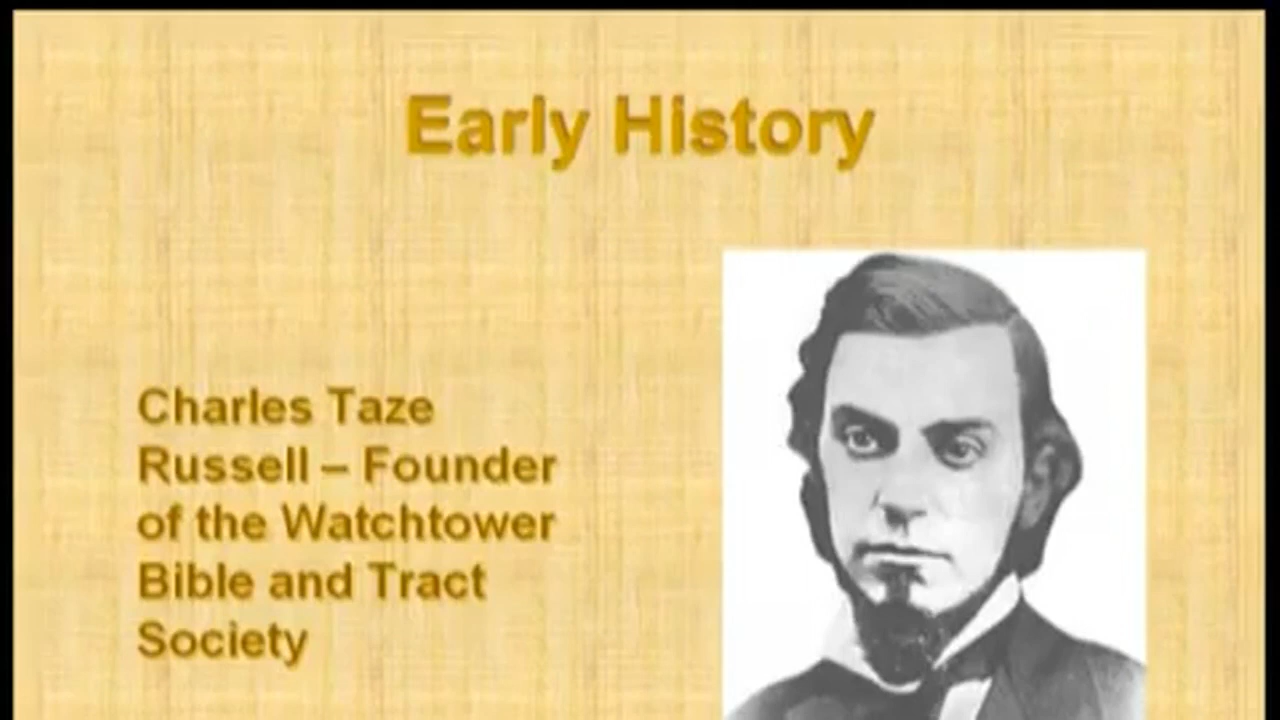 Early History
Charles Taze
Russell – Founder
of the Watchtower
Bible and Tract
Society